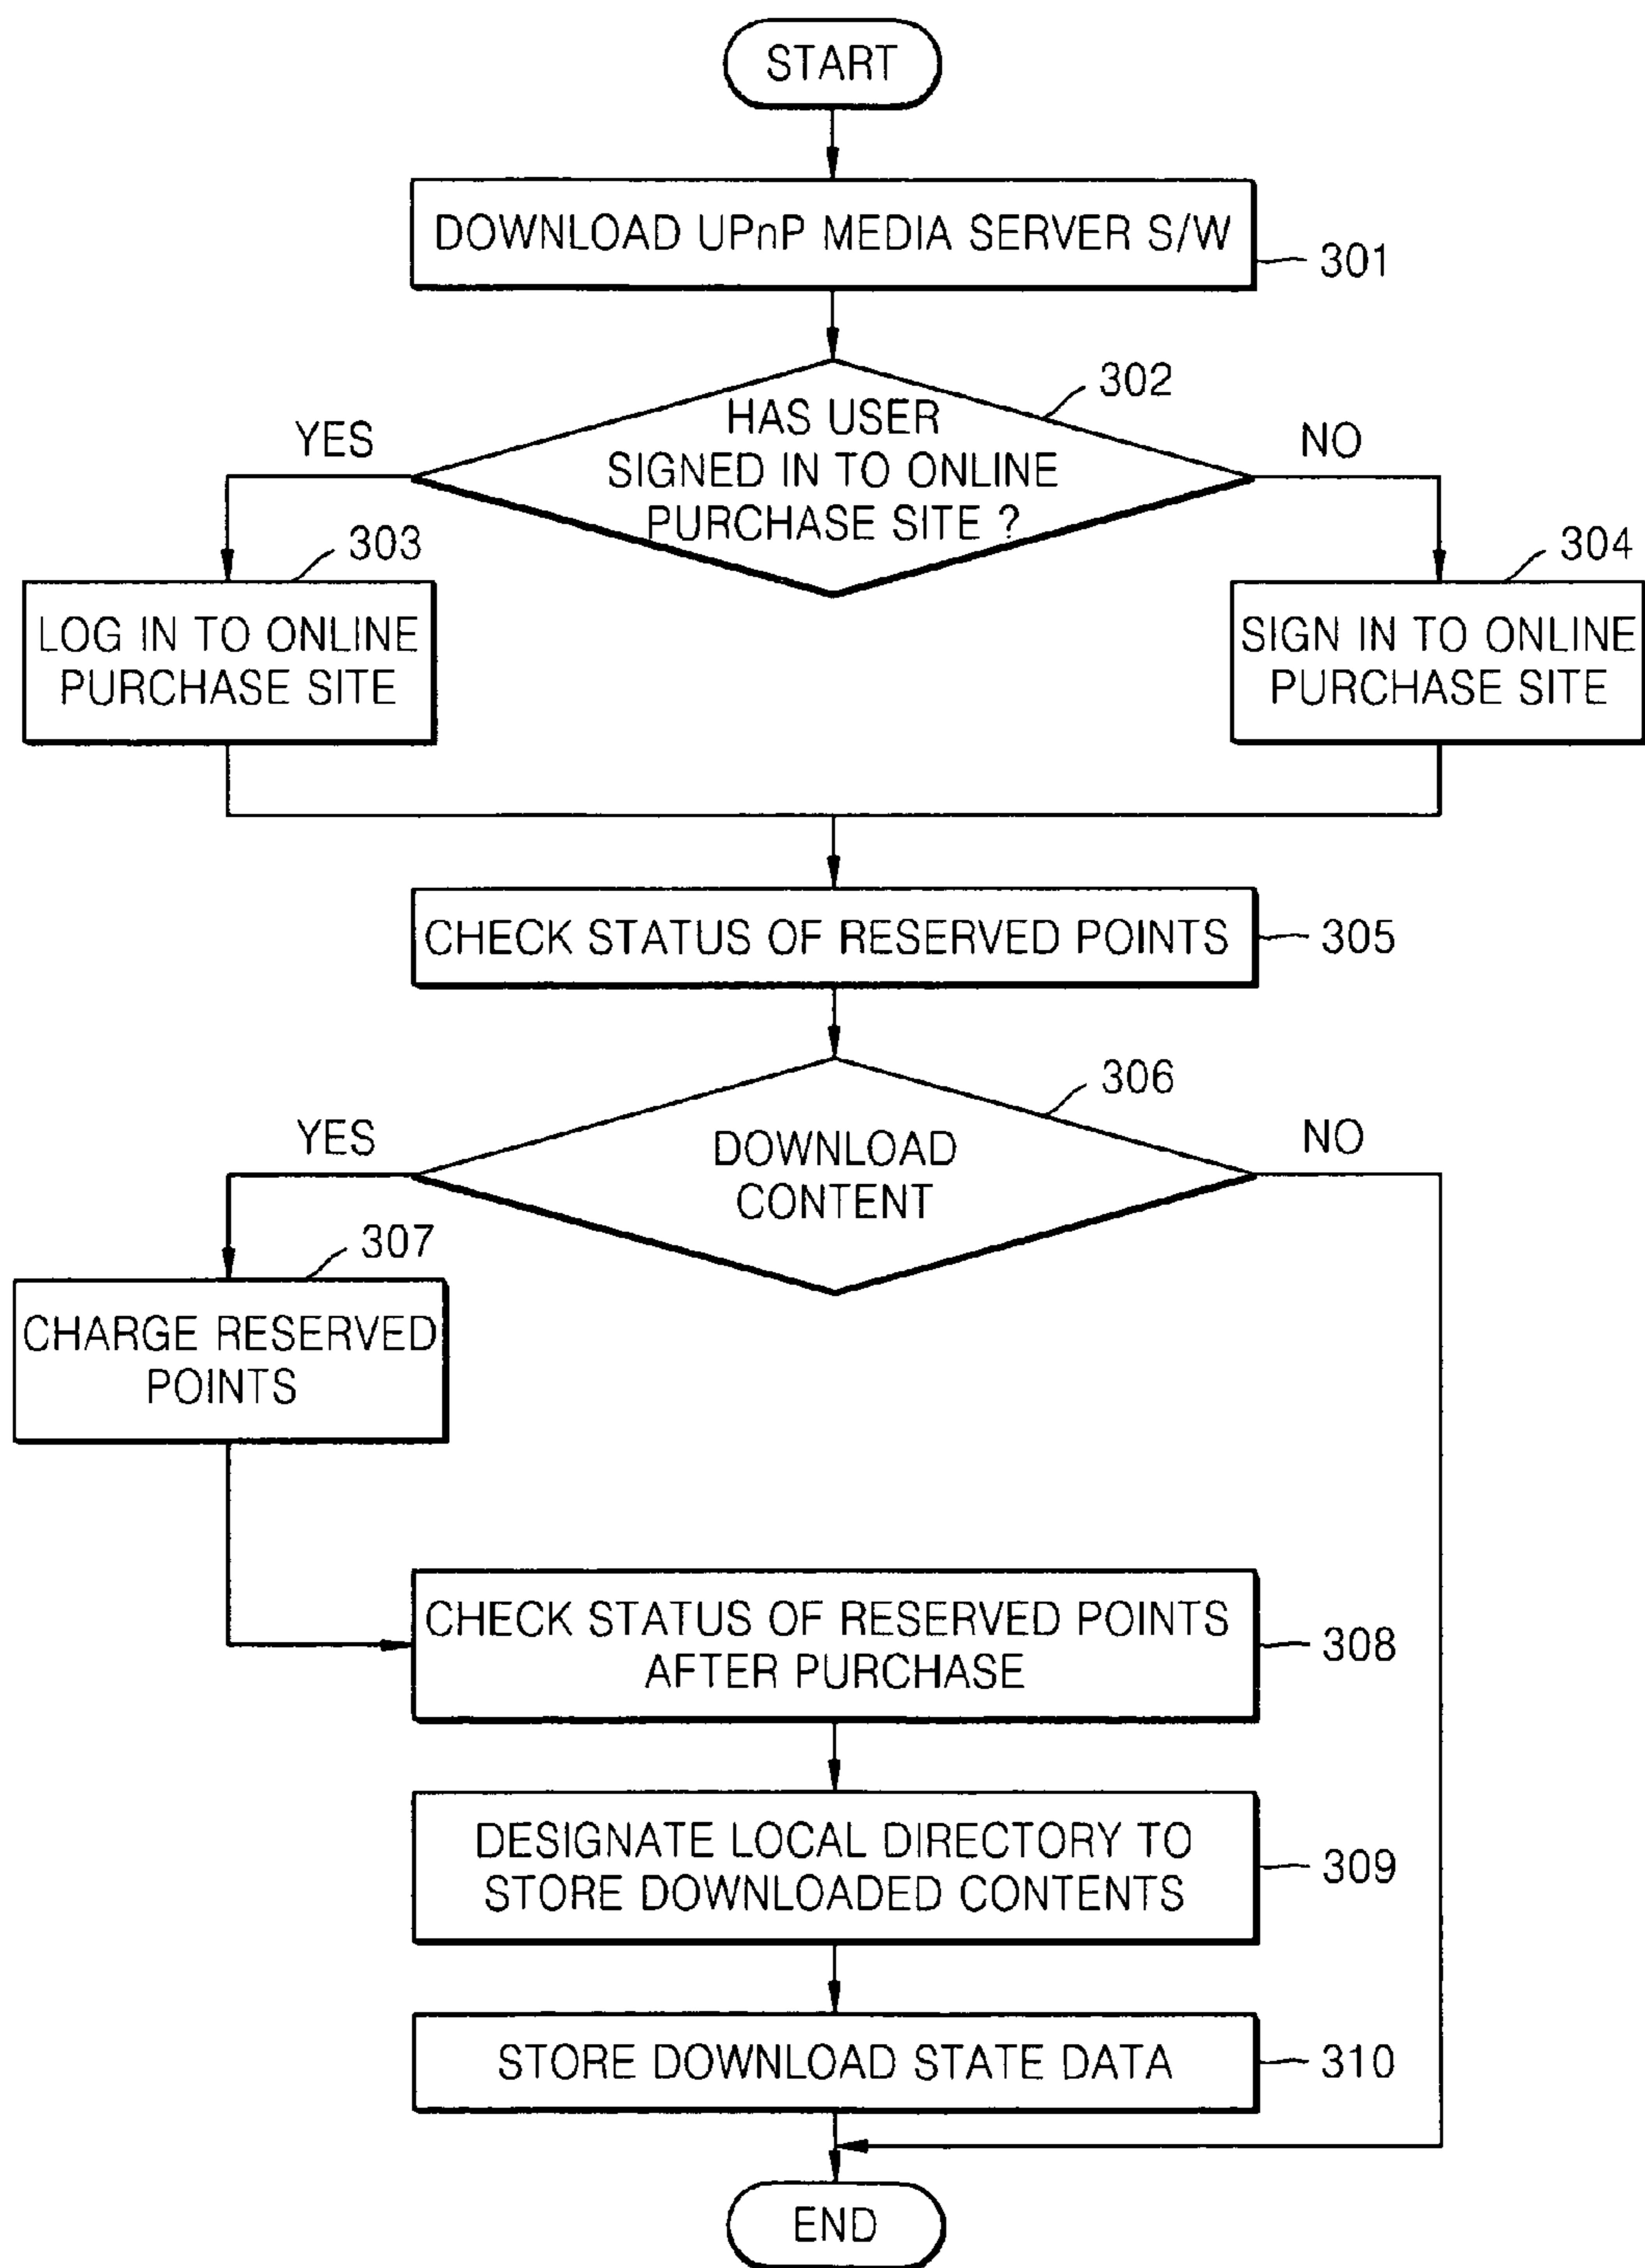 START
DOWNLOAD UPnP MEDIA SERVER S/W
301
302
HAS USER
SIGNED IN TO ONLINE
PURCHASE SITE ?
YES
NO
303
LOG IN TO ONLINE
PURCHASE SITE
304
SIGN IN TO ONLINE
PURCHASE SITE
CHECK STATUS OF RESERVED POINTS
305
306
DOWNLOAD
CONTENT
YES
NO
307
CHARGE RESERVED
POINTS
CHECK STATUS OF RESERVED POINTS
AFTER PURCHASE
308
DESIGNATE LOCAL DIRECTORY TO
STORE DOWNLOADED CONTENTS
309
STORE DOWNLOAD STATE DATA
310
END